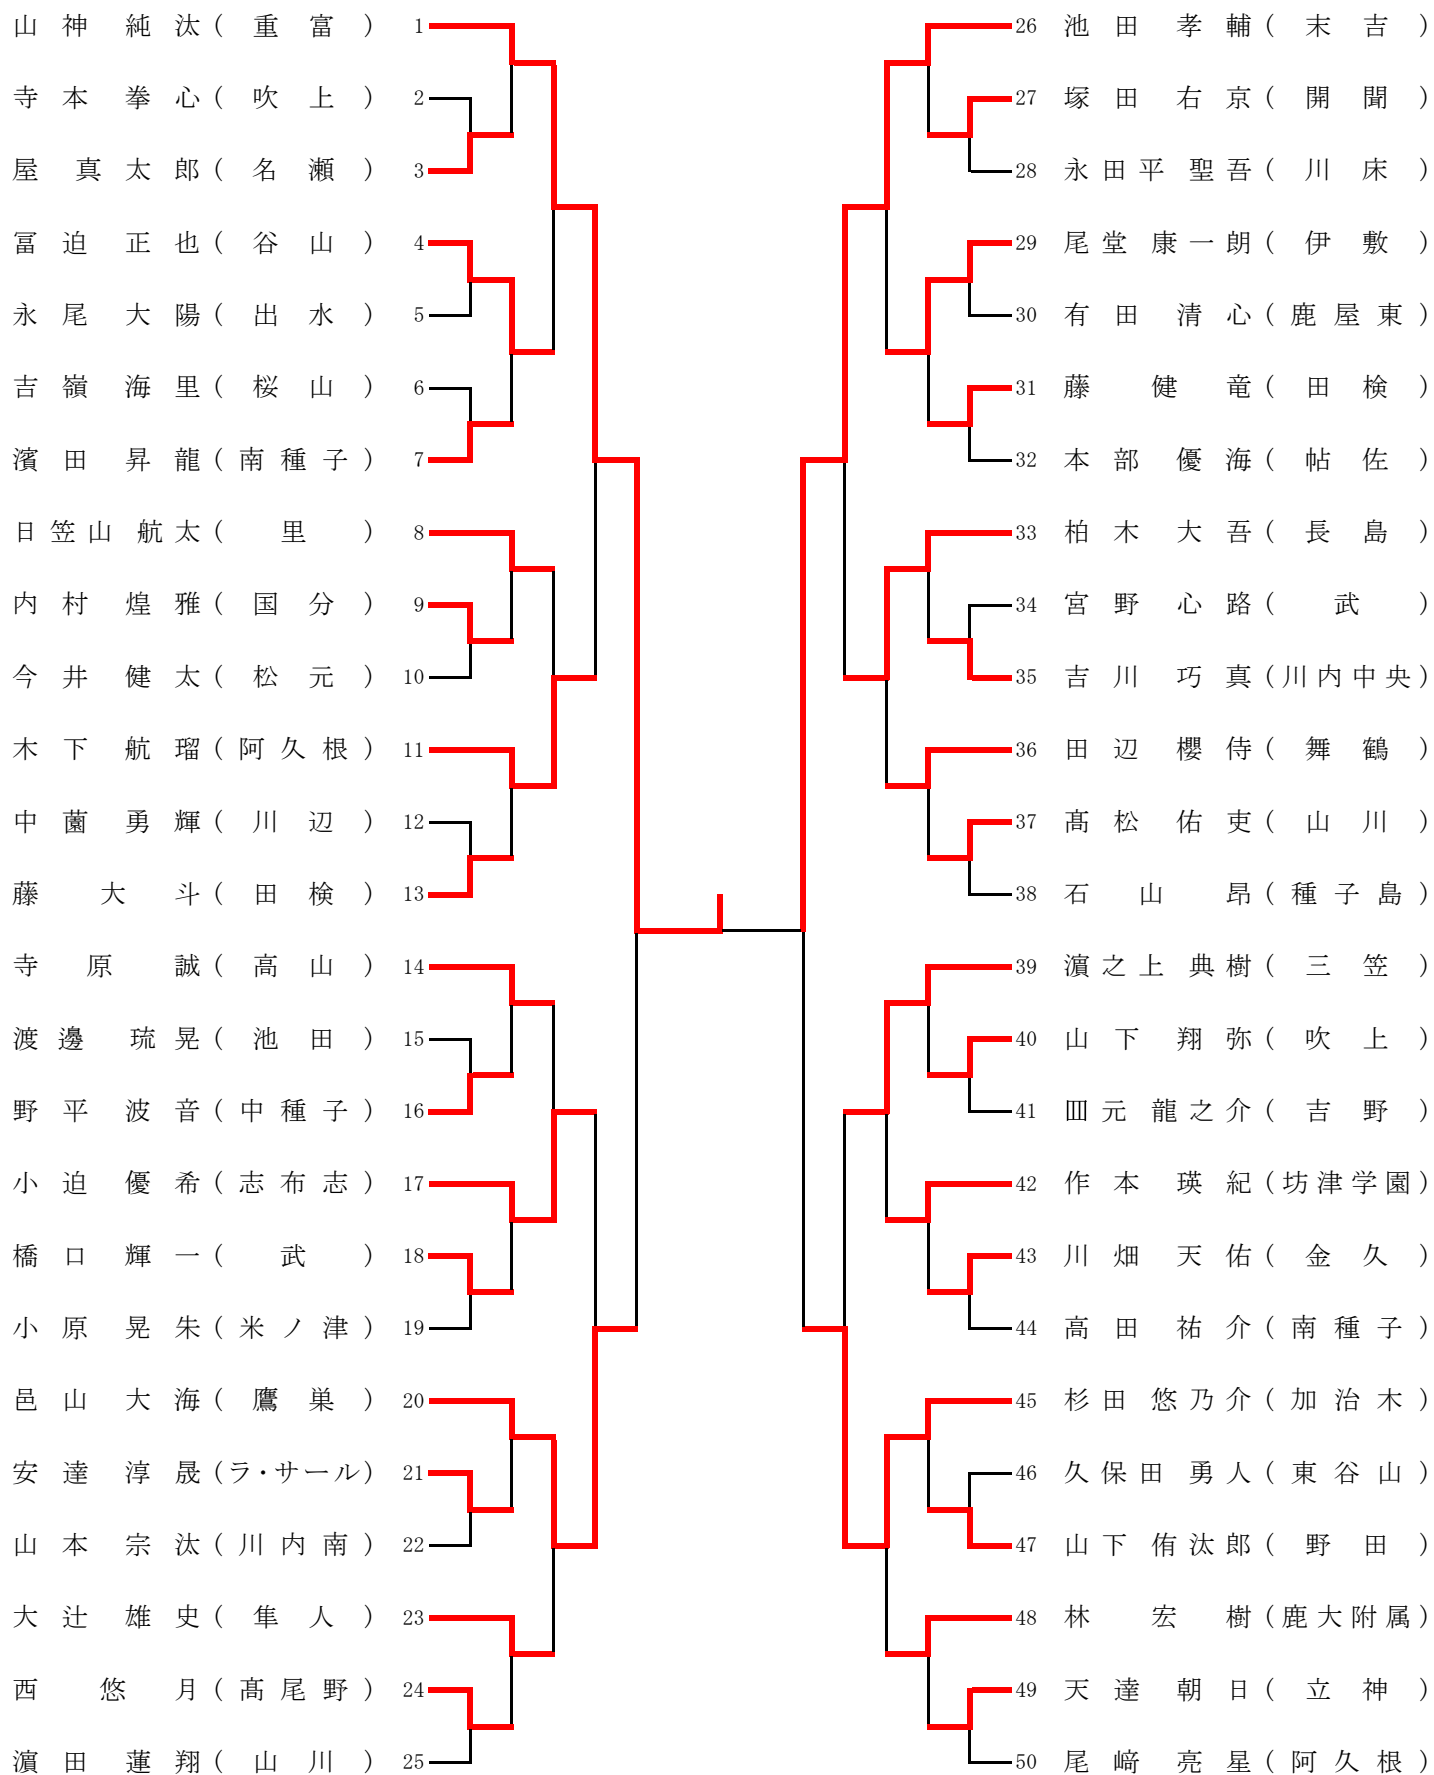 山神純汰(重富) 1
寺本拳心(吹上) 2
屋真太郎(名瀬) 3
冨迫正也(谷山) 4
永尾大陽(出水) 5
吉嶺海里(桜山) 6
濱田昇龍(南種子) 7
日笠山航太(里) 8
内村煌雅(国分) 9
今井健太(松元) 10
木下航瑠(阿久根) 11
中薗勇輝(川辺) 12
藤大斗(田検) 13
寺原誠(高山) 14
渡邊琉晃(池田) 15
野平波音(中種子) 16
小迫優希(志布志) 17
橋口輝一(武) 18
小原晃朱(米ノ津) 19
邑山大海(鷹巣) 20
安達淳晟(ラ・サール) 21
山本宗汰(川内南) 22
大辻雄史(隼人) 23
西悠月(髙尾野) 24
濵田蓮翔(山川) 25
26 池田孝輔(末吉)
27 塚田右京(開聞)
28 永田平聖吾(川床)
29 尾堂康一朗(伊敷)
30 有田清心(鹿屋東)
31 藤健竜(田検)
32 本部優海(帖佐)
33 柏木大吾(長島)
34 宮野心路(武)
35 吉川巧真(川内中央)
36 田辺櫻侍(舞鶴)
37 髙松佑吏(山川)
38 石山昂(種子島)
39 濵之上典樹(三笠)
40 山下翔弥(吹上)
41 皿元龍之介(吉野)
42 作本瑛紀(坊津学園)
43 川畑天佑(金久)
44 高田祐介(南種子)
45 杉田悠乃介(加治木)
46 久保田勇人(東谷山)
47 山下侑汰郎(野田)
48 林宏樹(鹿大附属)
49 天達朝日(立神)
50 尾﨑亮星(阿久根)